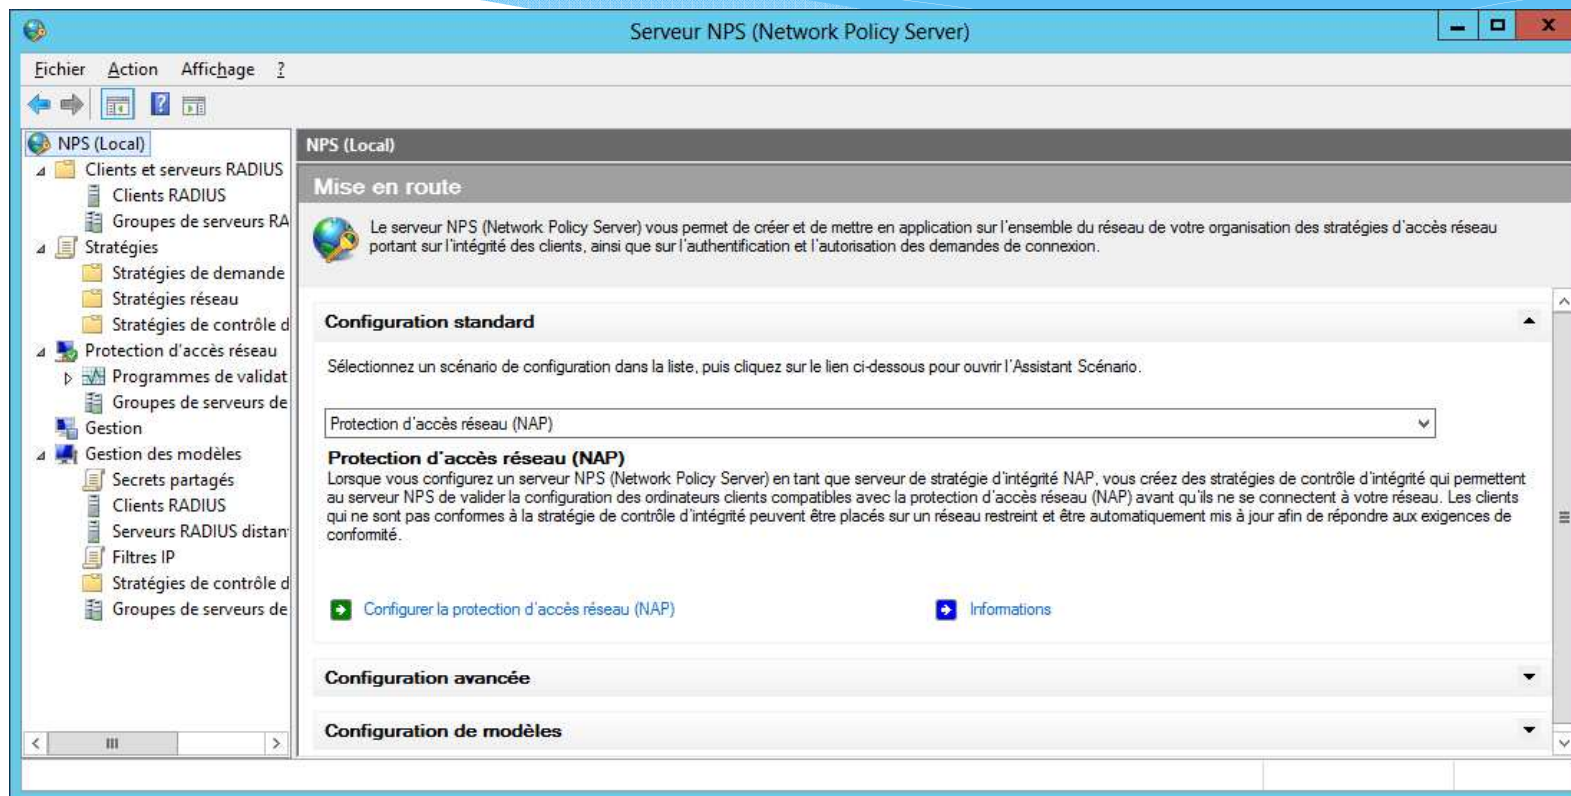 Serveur NPS (Network Policy Server)
Fichier Action Affichage ?
NPS (Local)
Clients et serveurs RADIUS
Clients RADIUS
Groupes de serveurs RA
Stratégies
Stratégies de demande
Stratégies réseau
Stratégies de contrôle d
Protection d'accès réseau
Programmes de validat
Groupes de serveurs de
Gestion
Gestion des modèles
Secrets partagés
Clients RADIUS
Serveurs RADIUS distan
Filtres IP
Stratégies de contrôle d
Groupes de serveurs de
NPS (Local)
Mise en route
Le serveur NPS (Network Policy Server) vous permet de créer et de mettre en application sur l'ensemble du réseau de votre organisation des stratégies d'accès réseau
portant sur l'intégrité des clients, ainsi que sur l'authentification et l'autorisation des demandes de connexion.
Configuration standard
Sélectionnez un scénario de configuration dans la liste, puis cliquez sur le lien ci-dessous pour ouvrir l'Assistant Scénario.
Protection d'accès réseau (NAP)
Protection d'accès réseau (NAP)
Lorsque vous configurez un serveur NPS (Network Policy Server) en tant que serveur de stratégie d'intégrité NAP, vous créez des stratégies de contrôle d'intégrité qui permettent
au serveur NPS de valider la configuration des ordinateurs clients compatibles avec la protection d'accès réseau (NAP) avant qu'ils ne se connectent à votre réseau. Les clients
qui ne sont pas conformes à la stratégie de contrôle d'intégrité peuvent être placés sur un réseau restreint et être automatiquement mis à jour afin de répondre aux exigences de
conformité.
Configurer la protection d'accès réseau (NAP)
Informations
Configuration avancée
Configuration de modèles